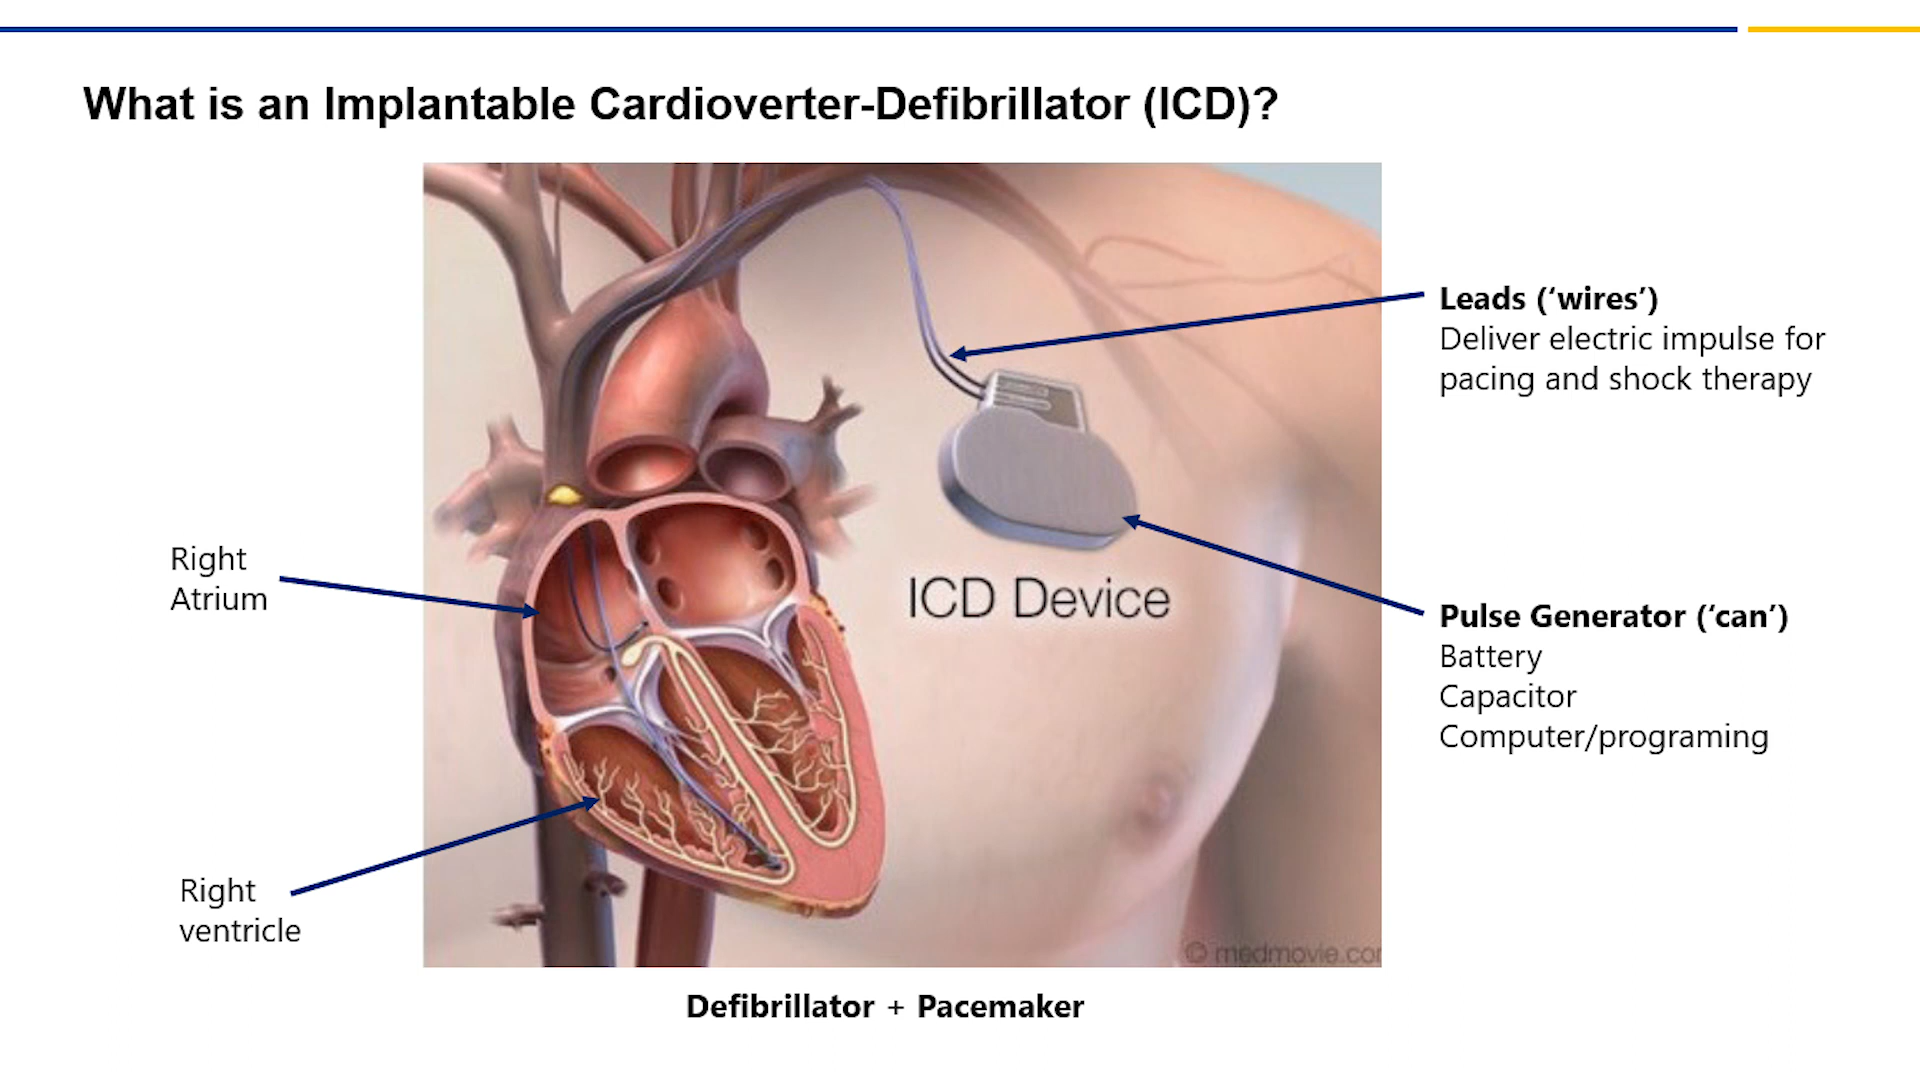 What is an Implantable Cardioverter-Defibrillator (ICD)?
Leads (‘wires’)
Deliver electric impulse for
pacing and shock therapy
Right
Atrium
ICD Device
Pulse Generator (‘can’)
Battery
Capacitor
Computer/programing
Right
ventricle
© medmovie.cor
Defibrillator + Pacemaker